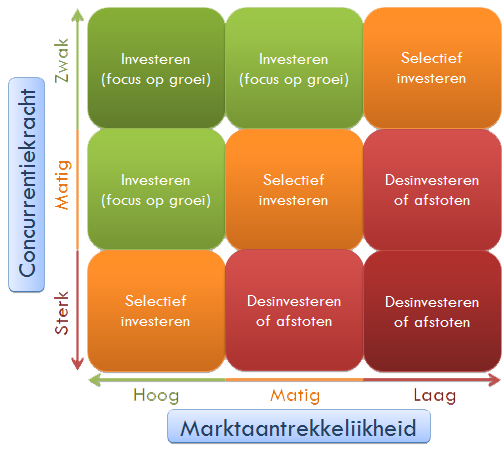 Concurrentiekracht
Zwak
Investeren
(focus op groei)
Investeren
(focus op groei)
Selectief
investeren
Matig
Investeren
(focus op groei)
Selectief
investeren
Desinvesteren
of afstoten
Sterk
Selectief
investeren
Desinvesteren
of afstoten
Desinvesteren
of afstoten
Hoog
Matig
Laag
Marktaantrekkelijkheid